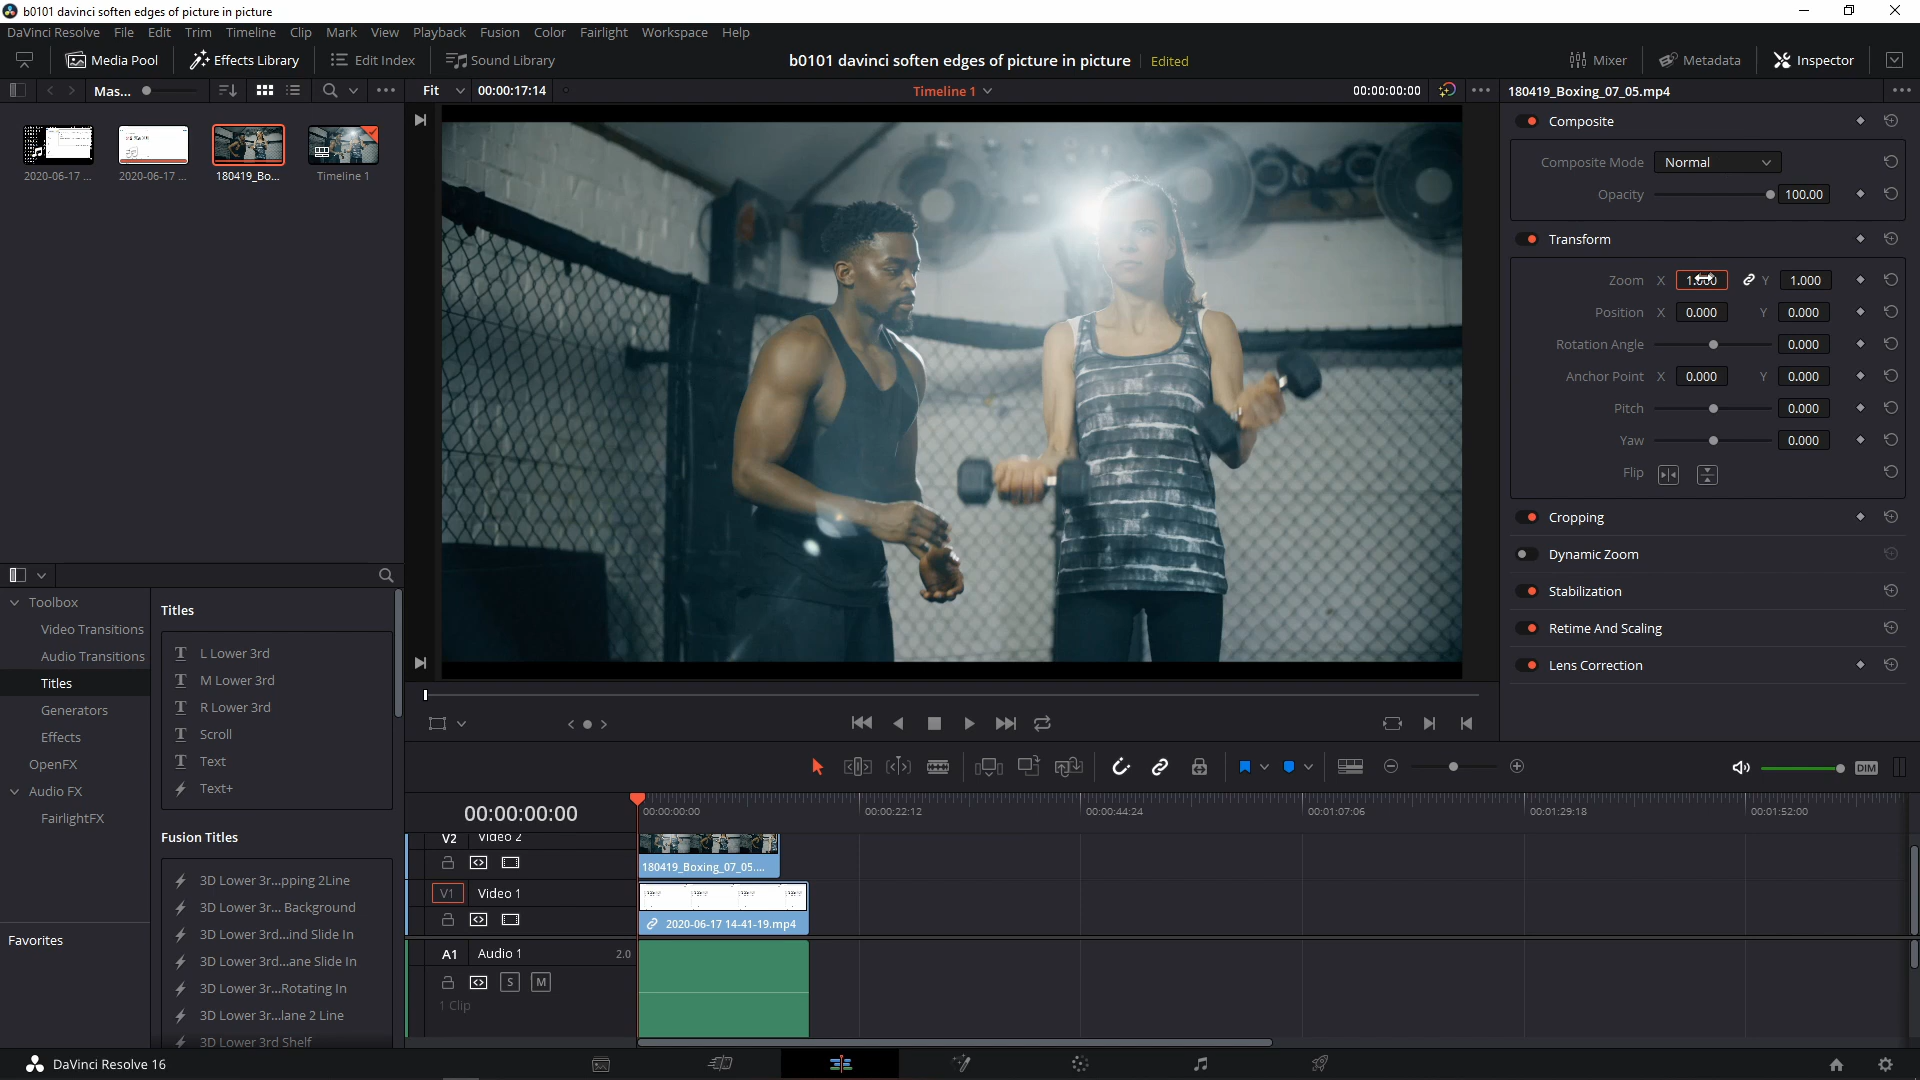 b0101 davinci soften edges of picture in picture
DaVinci Resolve File Edit Trim Timeline Clip Mark View Playback Fusion Color Fairlight Workspace Help
Media Pool Effects Library Edit Index Sound Library
b0101 davinci soften edges of picture in picture Edited
Mixer Metadata Inspector
Mas... Fit 00:00:17:14 Timeline 1 00:00:00:00 180419_Boxing_07_05.mp4
2020-06-17 ... 2020-06-17 ... 180419_Bo... Timeline 1
Composite
Composite Mode Normal
Opacity 100.00
Transform
Zoom X 1.000 Y 1.000
Position X 0.000 Y 0.000
Rotation Angle 0.000
Anchor Point X 0.000 Y 0.000
Pitch 0.000
Yaw 0.000
Flip
Cropping
Dynamic Zoom
Stabilization
Retime And Scaling
Lens Correction
Toolbox
Video Transitions
Audio Transitions
Titles
Generators
Effects
OpenFX
Audio FX
FairlightFX
Favorites
Titles
L Lower 3rd
M Lower 3rd
R Lower 3rd
Scroll
Text
Text+
Fusion Titles
3D Lower 3r...pping 2Line
3D Lower 3r... Background
3D Lower 3rd...ind Slide In
3D Lower 3rd...ane Slide In
3D Lower 3r...Rotating In
3D Lower 3r...lane 2 Line
3D Lower 3rd Shelf
DIM
00:00:00:00
00:00:00:00 00:00:22:12 00:00:44:24 00:01:07:06 00:01:29:18 00:01:52:00
V2 Video 2
180419_Boxing_07_05....
V1 Video 1
2020-06-17 14-41-19.mp4
A1 Audio 1 2.0
S M
1 Clip
DaVinci Resolve 16